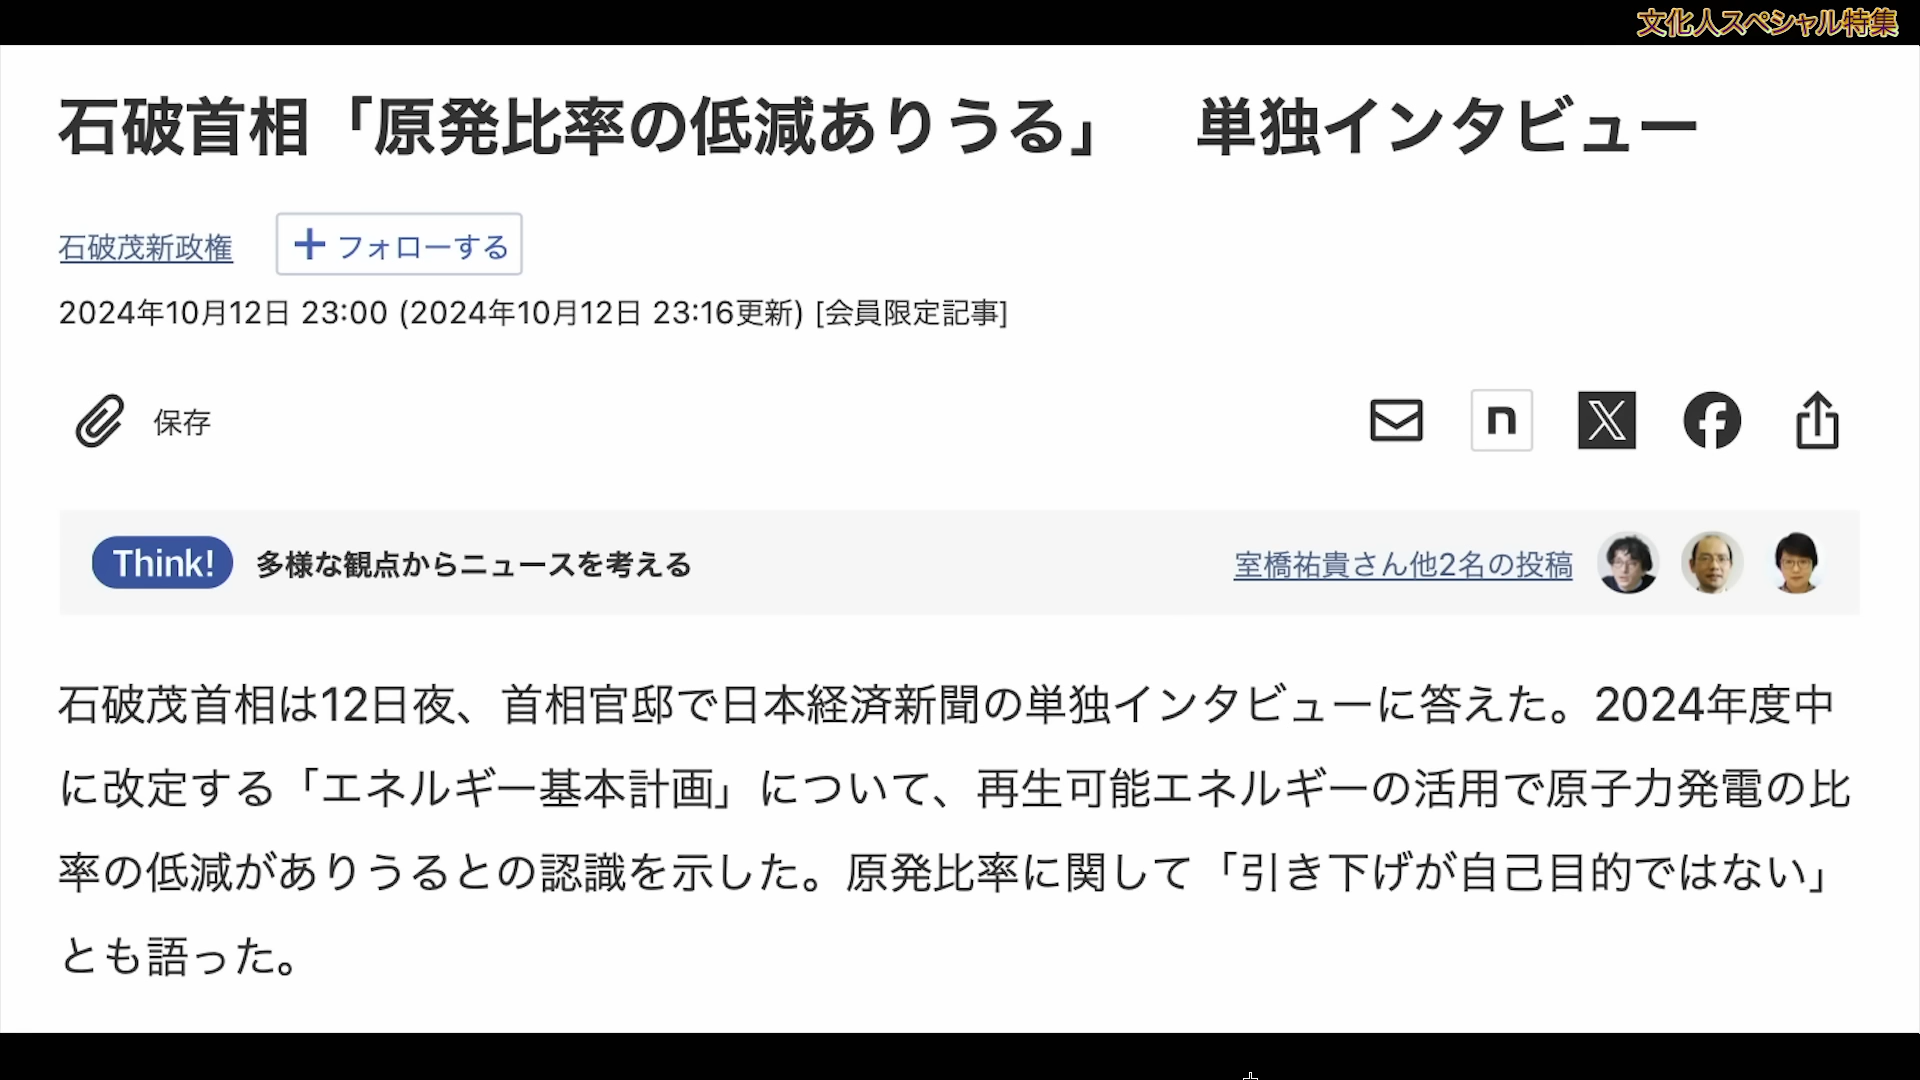 文化人スペシャル特集
石破首相「原発比率の低減ありうる」　単独インタビュー
石破茂新政権 + フォローする
2024年10月12日 23:00 (2024年10月12日 23:16更新) [会員限定記事]
保存
n
Think! 多様な観点からニュースを考える 室橋祐貴さん他2名の投稿
石破茂首相は12日夜、首相官邸で日本経済新聞の単独インタビューに答えた。2024年度中
に改定する「エネルギー基本計画」について、再生可能エネルギーの活用で原子力発電の比
率の低減がありうるとの認識を示した。原発比率に関して「引き下げが自己目的ではない」
とも語った。